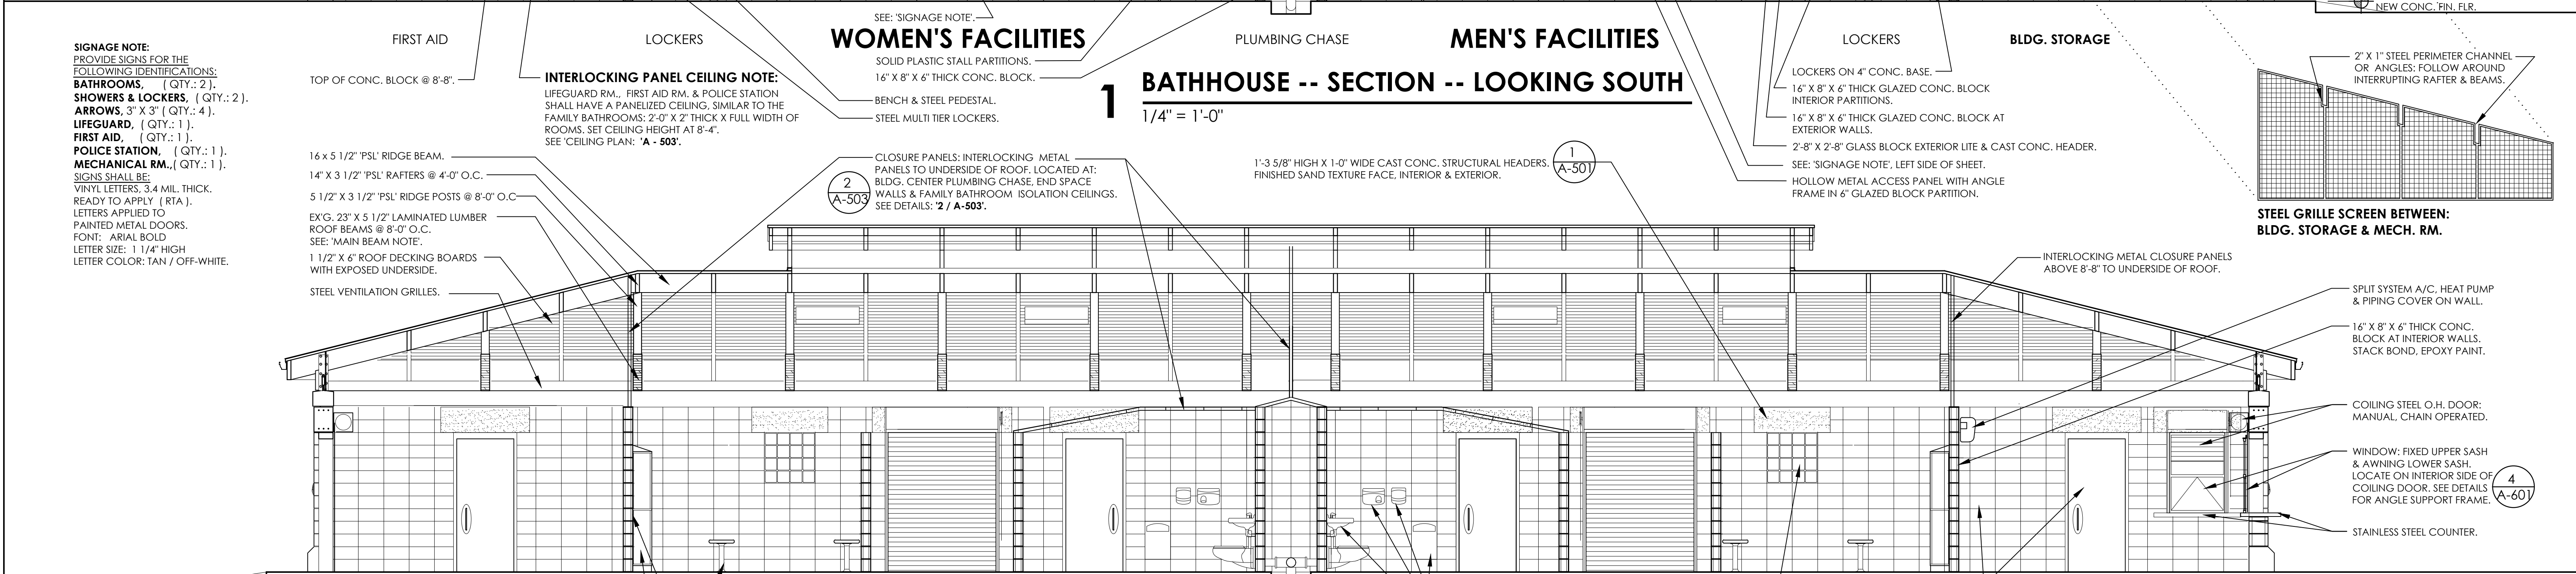 SEE: 'SIGNAGE NOTE'.
NEW CONC. FIN. FLR.
FIRST AID
LOCKERS
WOMEN'S FACILITIES
PLUMBING CHASE
MEN'S FACILITIES
LOCKERS
BLDG. STORAGE
SIGNAGE NOTE:
PROVIDE SIGNS FOR THE
FOLLOWING IDENTIFICATIONS:
BATHROOMS, ( QTY.: 2 ).
SHOWERS & LOCKERS, ( QTY.: 2 ).
ARROWS, 3" X 3" ( QTY.: 4 ).
LIFEGUARD, ( QTY.: 1 ).
FIRST AID, ( QTY.: 1 ).
POLICE STATION, ( QTY.: 1 ).
MECHANICAL RM.,( QTY.: 1 ).
SIGNS SHALL BE:
VINYL LETTERS, 3.4 MIL. THICK.
READY TO APPLY ( RTA ).
LETTERS APPLIED TO
PAINTED METAL DOORS.
FONT: ARIAL BOLD
LETTER SIZE: 1 1/4" HIGH
LETTER COLOR: TAN / OFF-WHITE.
TOP OF CONC. BLOCK @ 8'-8".
INTERLOCKING PANEL CEILING NOTE:
LIFEGUARD RM., FIRST AID RM. & POLICE STATION
SHALL HAVE A PANELIZED CEILING, SIMILAR TO THE
FAMILY BATHROOMS: 2'-0" X 2" THICK X FULL WIDTH OF
ROOMS. SET CEILING HEIGHT AT 8'-4".
SEE 'CEILING PLAN: 'A - 503'.
SOLID PLASTIC STALL PARTITIONS.
16" X 8" X 6" THICK CONC. BLOCK.
BENCH & STEEL PEDESTAL.
STEEL MULTI TIER LOCKERS.
1
BATHHOUSE -- SECTION -- LOOKING SOUTH
1/4" = 1'-0"
LOCKERS ON 4" CONC. BASE.
16" X 8" X 6" THICK GLAZED CONC. BLOCK
INTERIOR PARTITIONS.
16" X 8" X 6" THICK GLAZED CONC. BLOCK AT
EXTERIOR WALLS.
2'-8" X 2'-8" GLASS BLOCK EXTERIOR LITE & CAST CONC. HEADER.
SEE: 'SIGNAGE NOTE', LEFT SIDE OF SHEET.
HOLLOW METAL ACCESS PANEL WITH ANGLE
FRAME IN 6" GLAZED BLOCK PARTITION.
2" X 1" STEEL PERIMETER CHANNEL
OR ANGLES: FOLLOW AROUND
INTERRUPTING RAFTER & BEAMS.
STEEL GRILLE SCREEN BETWEEN:
BLDG. STORAGE & MECH. RM.
16 x 5 1/2" 'PSL' RIDGE BEAM.
14" X 3 1/2" 'PSL' RAFTERS @ 4'-0" O.C.
5 1/2" X 3 1/2" 'PSL' RIDGE POSTS @ 8'-0" O.C
EX'G. 23" X 5 1/2" LAMINATED LUMBER
ROOF BEAMS @ 8'-0" O.C.
SEE: 'MAIN BEAM NOTE'.
1 1/2" X 6" ROOF DECKING BOARDS
WITH EXPOSED UNDERSIDE.
STEEL VENTILATION GRILLES.
2
A-503
CLOSURE PANELS: INTERLOCKING METAL
PANELS TO UNDERSIDE OF ROOF. LOCATED AT:
BLDG. CENTER PLUMBING CHASE, END SPACE
WALLS & FAMILY BATHROOM ISOLATION CEILINGS.
SEE DETAILS: '2 / A-503'.
1'-3 5/8" HIGH X 1'-0" WIDE CAST CONC. STRUCTURAL HEADERS.
FINISHED SAND TEXTURE FACE, INTERIOR & EXTERIOR.
1
A-501
INTERLOCKING METAL CLOSURE PANELS
ABOVE 8'-8" TO UNDERSIDE OF ROOF.
SPLIT SYSTEM A/C, HEAT PUMP
& PIPING COVER ON WALL.
16" X 8" X 6" THICK CONC.
BLOCK AT INTERIOR WALLS.
STACK BOND, EPOXY PAINT.
COILING STEEL O.H. DOOR:
MANUAL, CHAIN OPERATED.
WINDOW: FIXED UPPER SASH
& AWNING LOWER SASH.
LOCATE ON INTERIOR SIDE OF
COILING DOOR. SEE DETAILS
FOR ANGLE SUPPORT FRAME.
4
A-601
STAINLESS STEEL COUNTER.